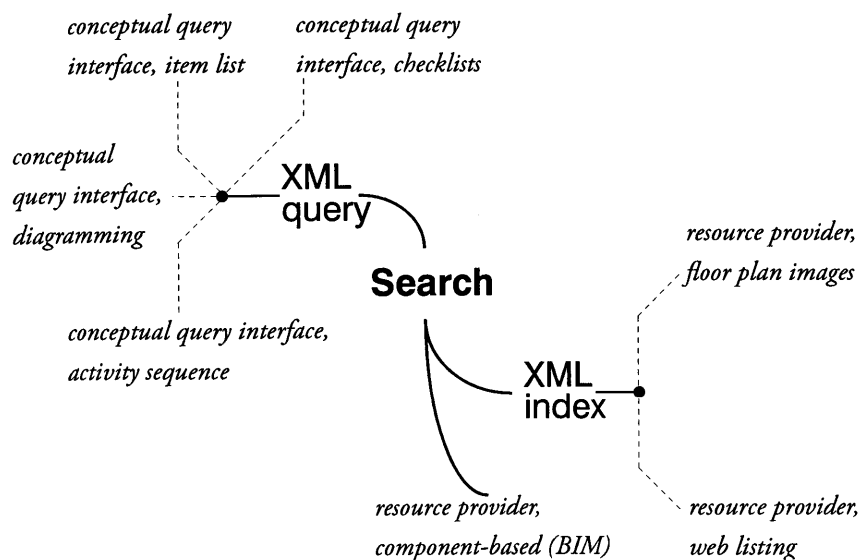 conceptual query
interface, item list
conceptual query
interface, checklists
conceptual
query interface,
diagramming
XML
query
conceptual query interface,
activity sequence
Search
resource provider,
floor plan images
XML
index
resource provider,
component-based (BIM)
resource provider,
web listing